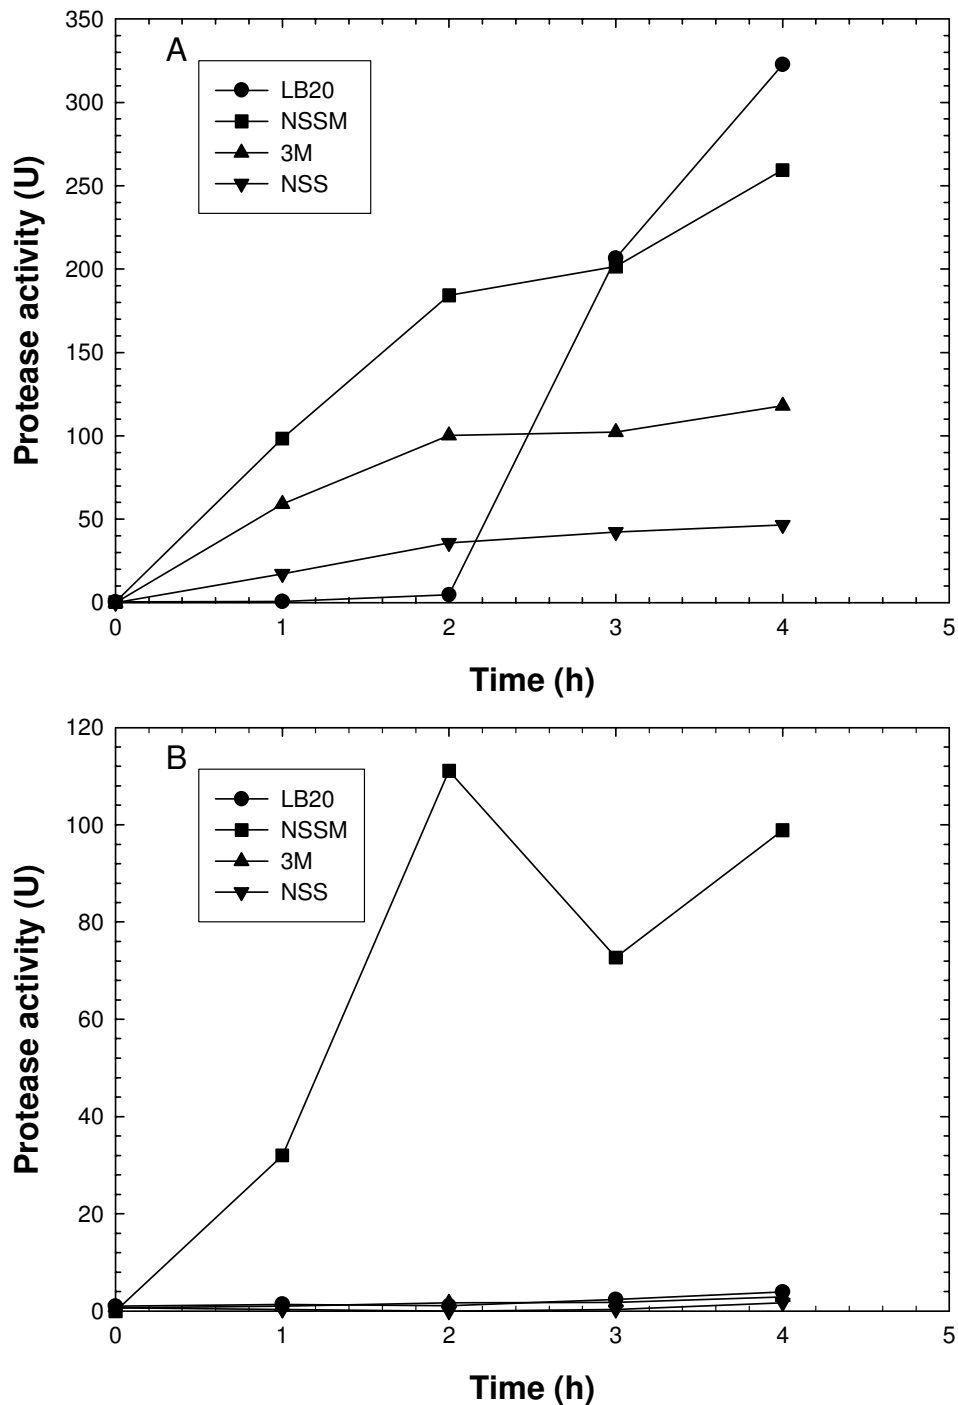 A
LB20
NSSM
3M
NSS
350
300
250
200
150
100
50
0
Protease activity (U)
0 1 2 3 4 5
Time (h)
B
LB20
NSSM
3M
NSS
120
100
80
60
40
20
0
Protease activity (U)
0 1 2 3 4 5
Time (h)